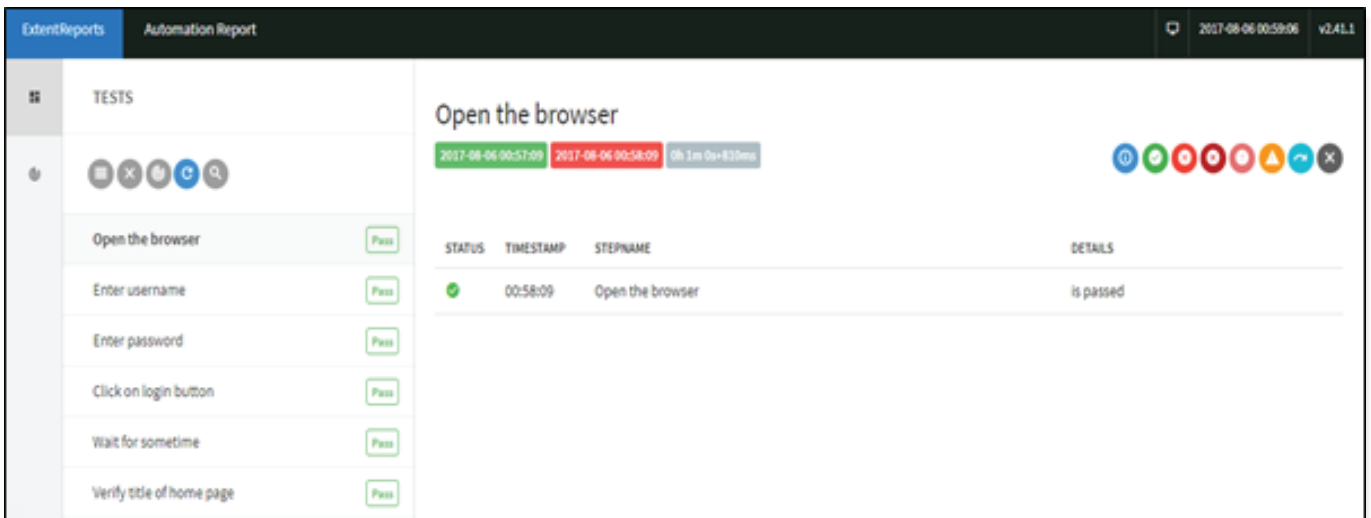 ExtentReports Automation Report 2017-08-06 00:59:06 v2.41.1
TESTS
Open the browser Pass
Enter username Pass
Enter password Pass
Click on login button Pass
Wait for sometime Pass
Verify title of home page Pass
Open the browser
2017-08-06 00:57:09 2017-08-06 00:58:09 0h 1m 0s+810ms
STATUS TIMESTAMP STEPNAME DETAILS
00:58:09 Open the browser is passed